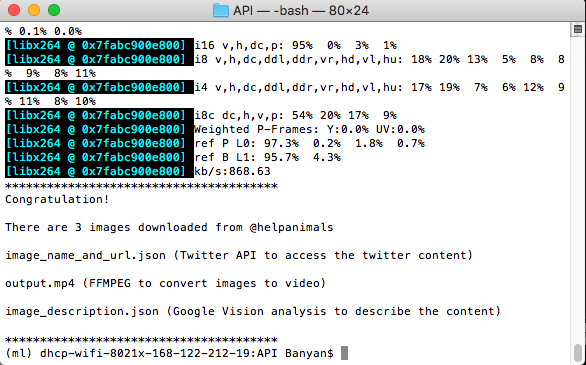 API — -bash — 80×24
% 0.1% 0.0%
[libx264 @ 0x7fabc900e800] i16 v,h,dc,p: 95%  0%  3%  1%
[libx264 @ 0x7fabc900e800] i8 v,h,dc,ddl,ddr,vr,hd,vl,hu: 18% 20% 13%  5%  8%  8
%  9%  8% 11%
[libx264 @ 0x7fabc900e800] i4 v,h,dc,ddl,ddr,vr,hd,vl,hu: 17% 19%  7%  6% 12%  9
% 11%  8% 10%
[libx264 @ 0x7fabc900e800] i8c dc,h,v,p: 54% 20% 17%  9%
[libx264 @ 0x7fabc900e800] Weighted P-Frames: Y:0.0% UV:0.0%
[libx264 @ 0x7fabc900e800] ref P L0: 97.3%  0.2%  1.8%  0.7%
[libx264 @ 0x7fabc900e800] ref B L1: 95.7%  4.3%
[libx264 @ 0x7fabc900e800] kb/s:868.63
****************************************
Congratulation!
There are 3 images downloaded from @helpanimals
image_name_and_url.json (Twitter API to access the twitter content)
output.mp4 (FFMPEG to convert images to video)
image_description.json (Google Vision analysis to describe the content)
****************************************
(ml) dhcp-wifi-8021x-168-122-212-19:API Banyan$